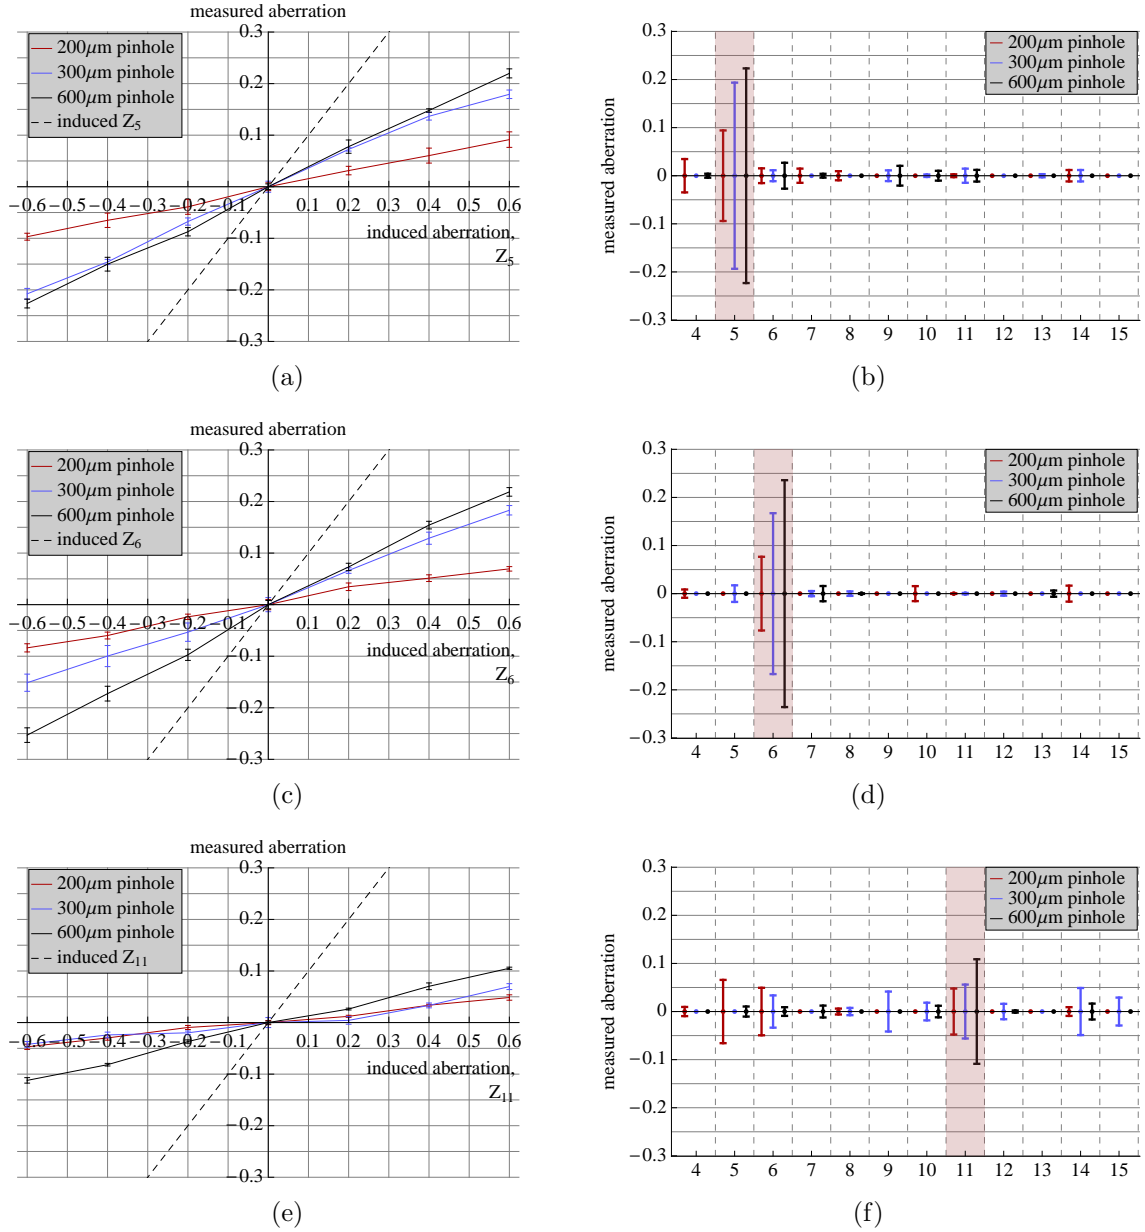 measured aberration
0.3
0.2
0.1
−0.1
−0.2
−0.3
−0.6 −0.5 −0.4 −0.3 −0.2 −0.1 0.1 0.2 0.3 0.4 0.5 0.6
200μm pinhole
300μm pinhole
600μm pinhole
induced Z5
induced aberration,
Z5
(a)
measured aberration
0.3
0.2
0.1
0
−0.1
−0.2
−0.3
4 5 6 7 8 9 10 11 12 13 14 15
200μm pinhole
300μm pinhole
600μm pinhole
(b)
measured aberration
0.3
0.2
0.1
−0.1
−0.2
−0.3
−0.6 −0.5 −0.4 −0.3 −0.2 −0.1 0.1 0.2 0.3 0.4 0.5 0.6
200μm pinhole
300μm pinhole
600μm pinhole
induced Z6
induced aberration,
Z6
(c)
measured aberration
0.3
0.2
0.1
0
−0.1
−0.2
−0.3
4 5 6 7 8 9 10 11 12 13 14 15
200μm pinhole
300μm pinhole
600μm pinhole
(d)
measured aberration
0.3
0.2
0.1
−0.1
−0.2
−0.3
−0.6 −0.5 −0.4 −0.3 −0.2 −0.1 0.1 0.2 0.3 0.4 0.5 0.6
200μm pinhole
300μm pinhole
600μm pinhole
induced Z11
induced aberration,
Z11
(e)
measured aberration
0.3
0.2
0.1
0
−0.1
−0.2
−0.3
4 5 6 7 8 9 10 11 12 13 14 15
200μm pinhole
300μm pinhole
600μm pinhole
(f)